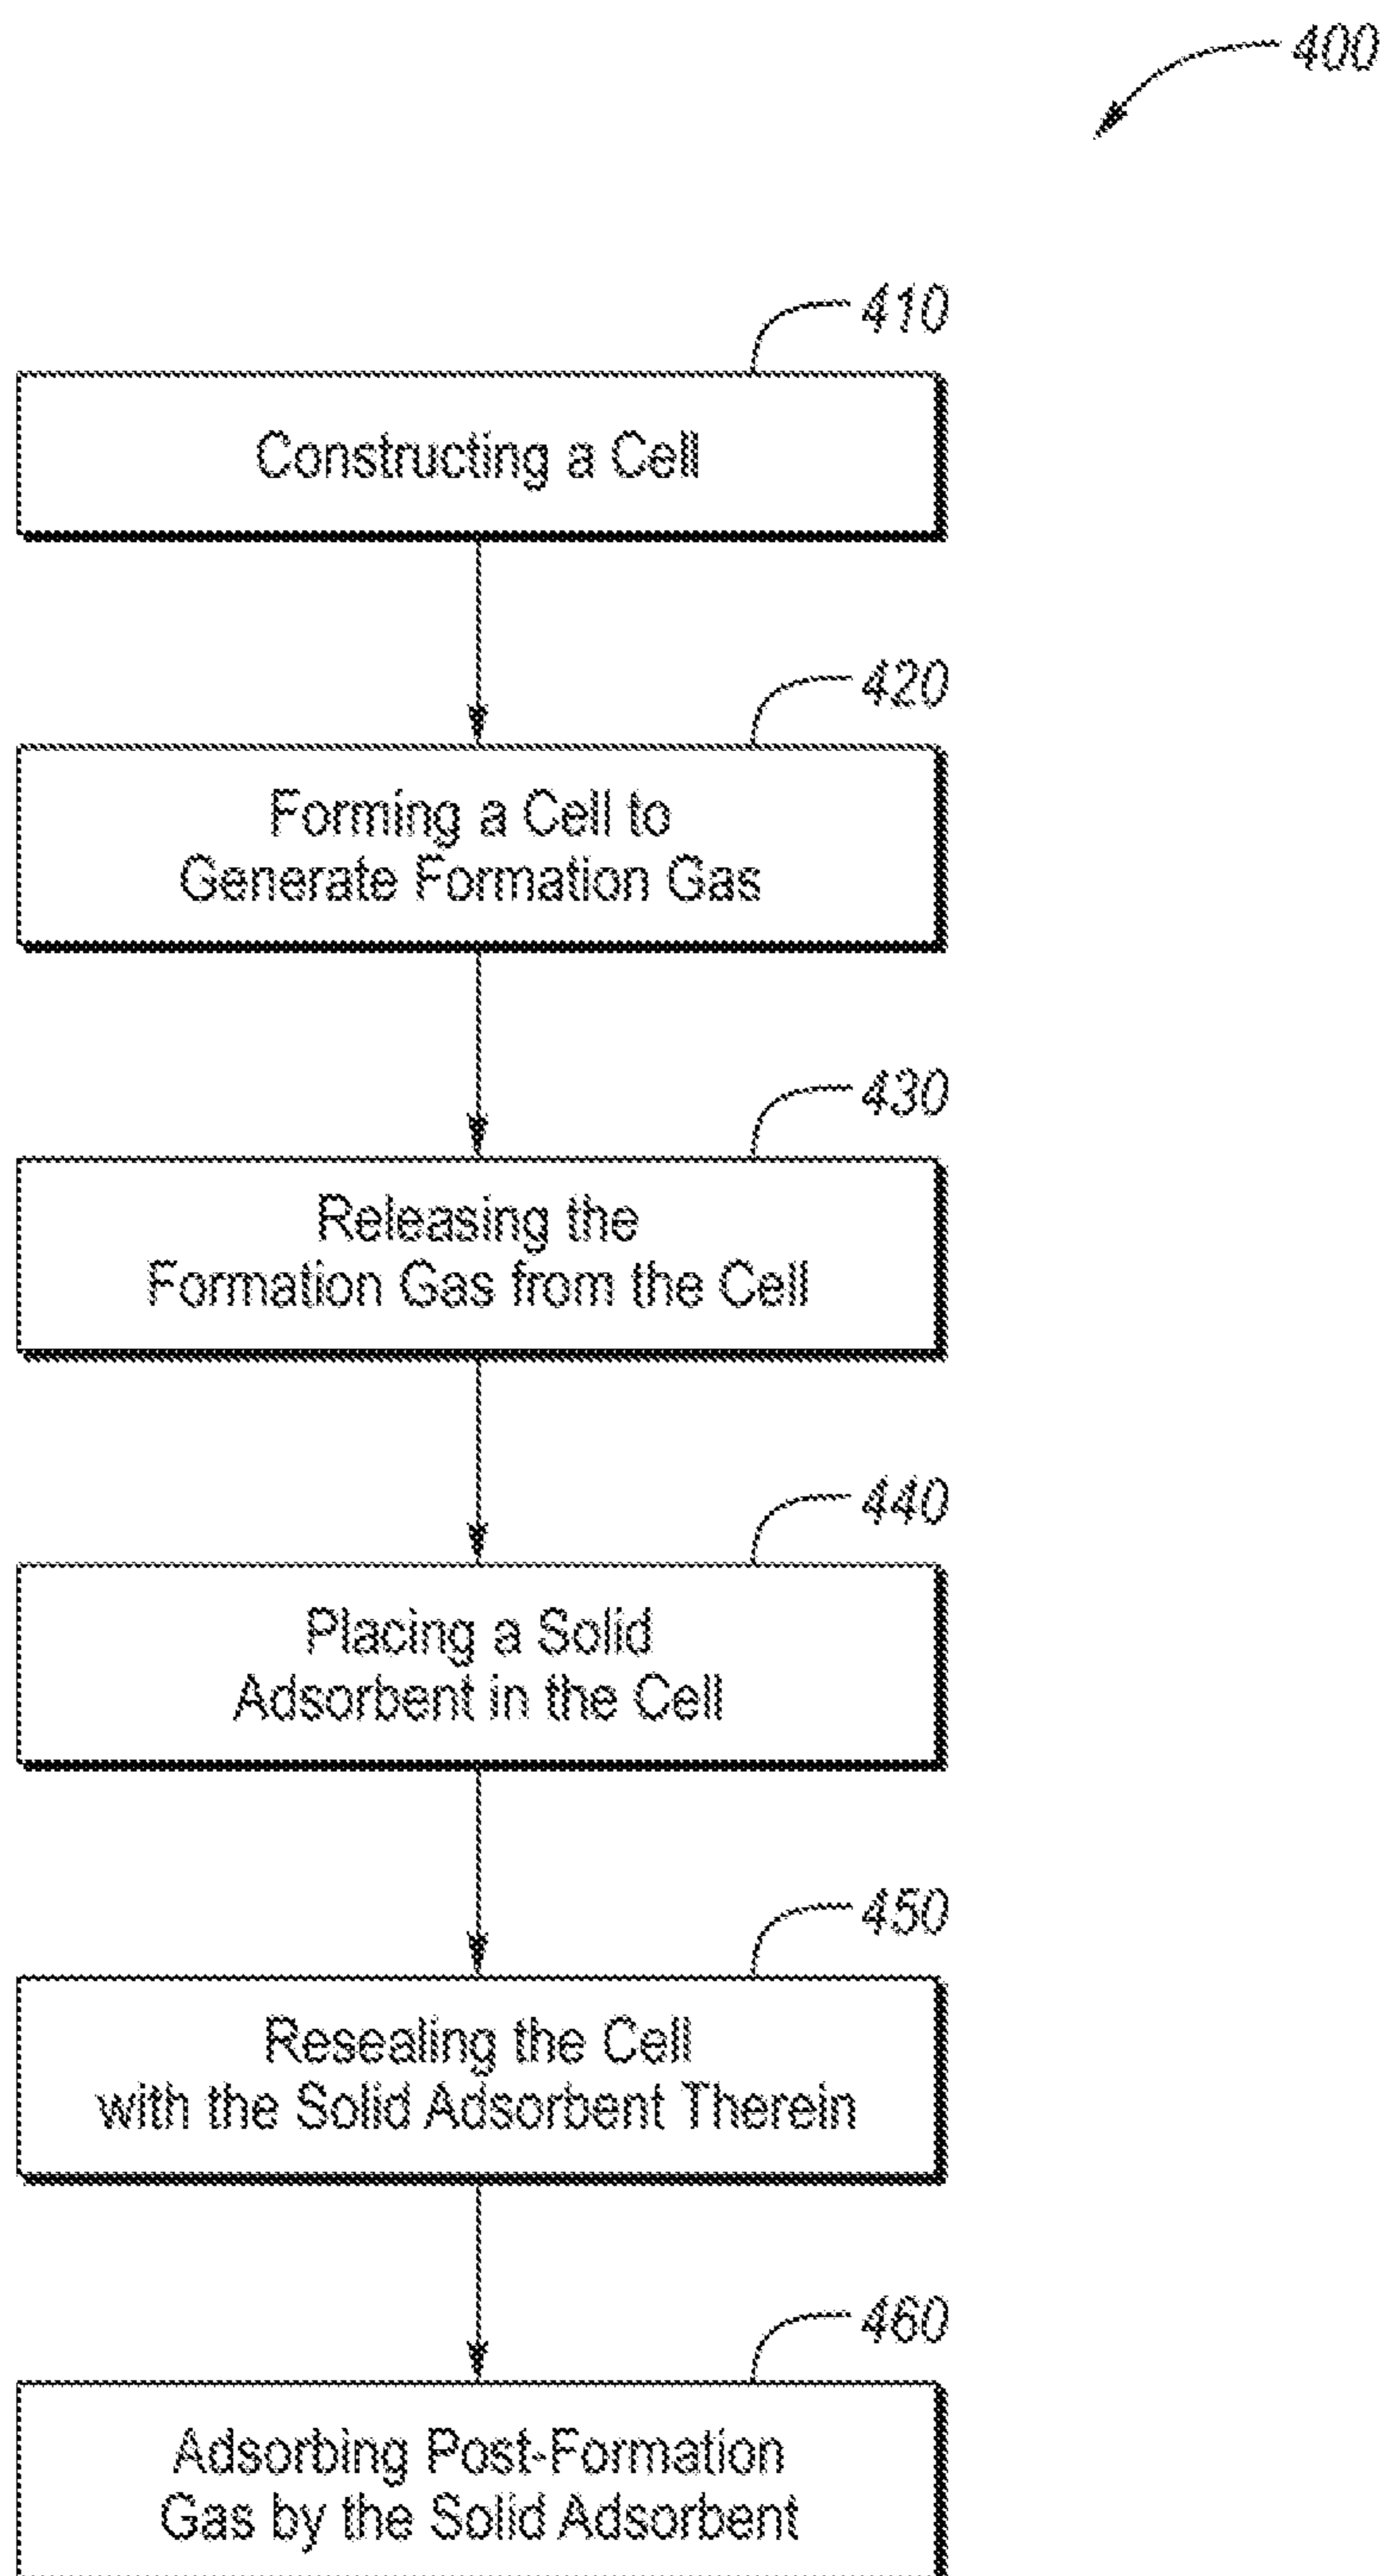 400
410
Constructing a Cell
420
Forming a Cell to
Generate Formation Gas
430
Releasing the
Formation Gas from the Cell
440
Placing a Solid
Adsorbent in the Cell
450
Resealing the Cell
with the Solid Adsorbent Therein
460
Adsorbing Post-Formation
Gas by the Solid Adsorbent